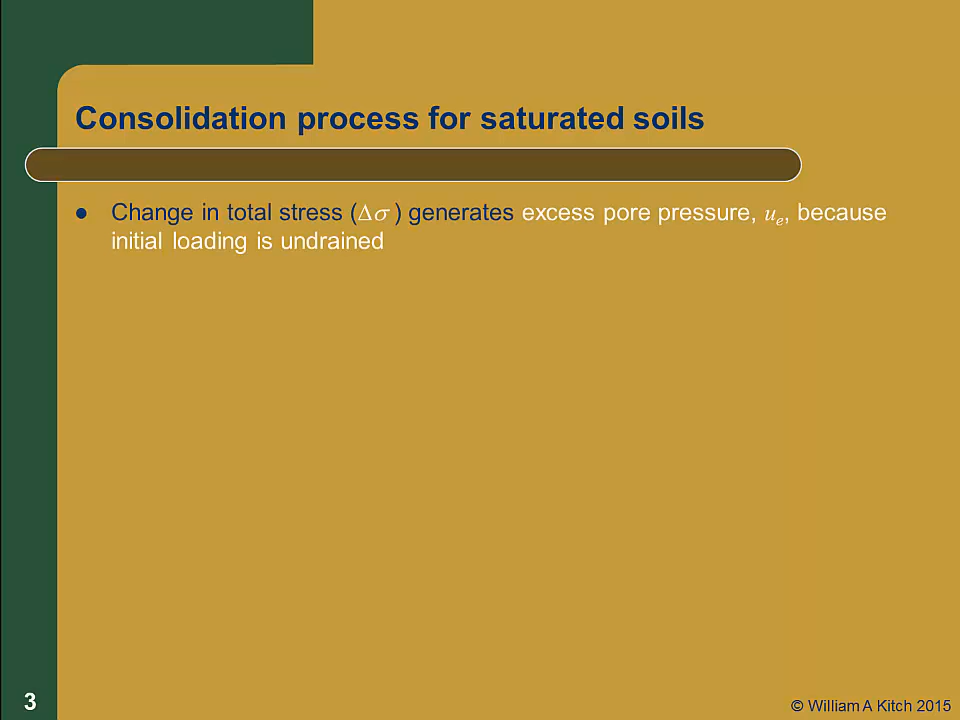 Consolidation process for saturated soils
● Change in total stress (Δσ ) generates excess pore pressure, uₑ, because
initial loading is undrained
3
© William A Kitch 2015